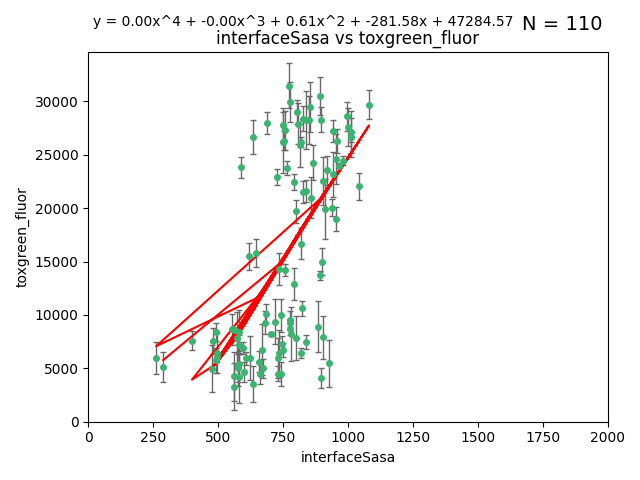 y = 0.00x^4 + -0.00x^3 + 0.61x^2 + -281.58x + 47284.57 N = 110
interfaceSasa vs toxgreen_fluor
toxgreen_fluor
30000
25000
20000
15000
10000
5000
0
0 250 500 750 1000 1250 1500 1750 2000
interfaceSasa